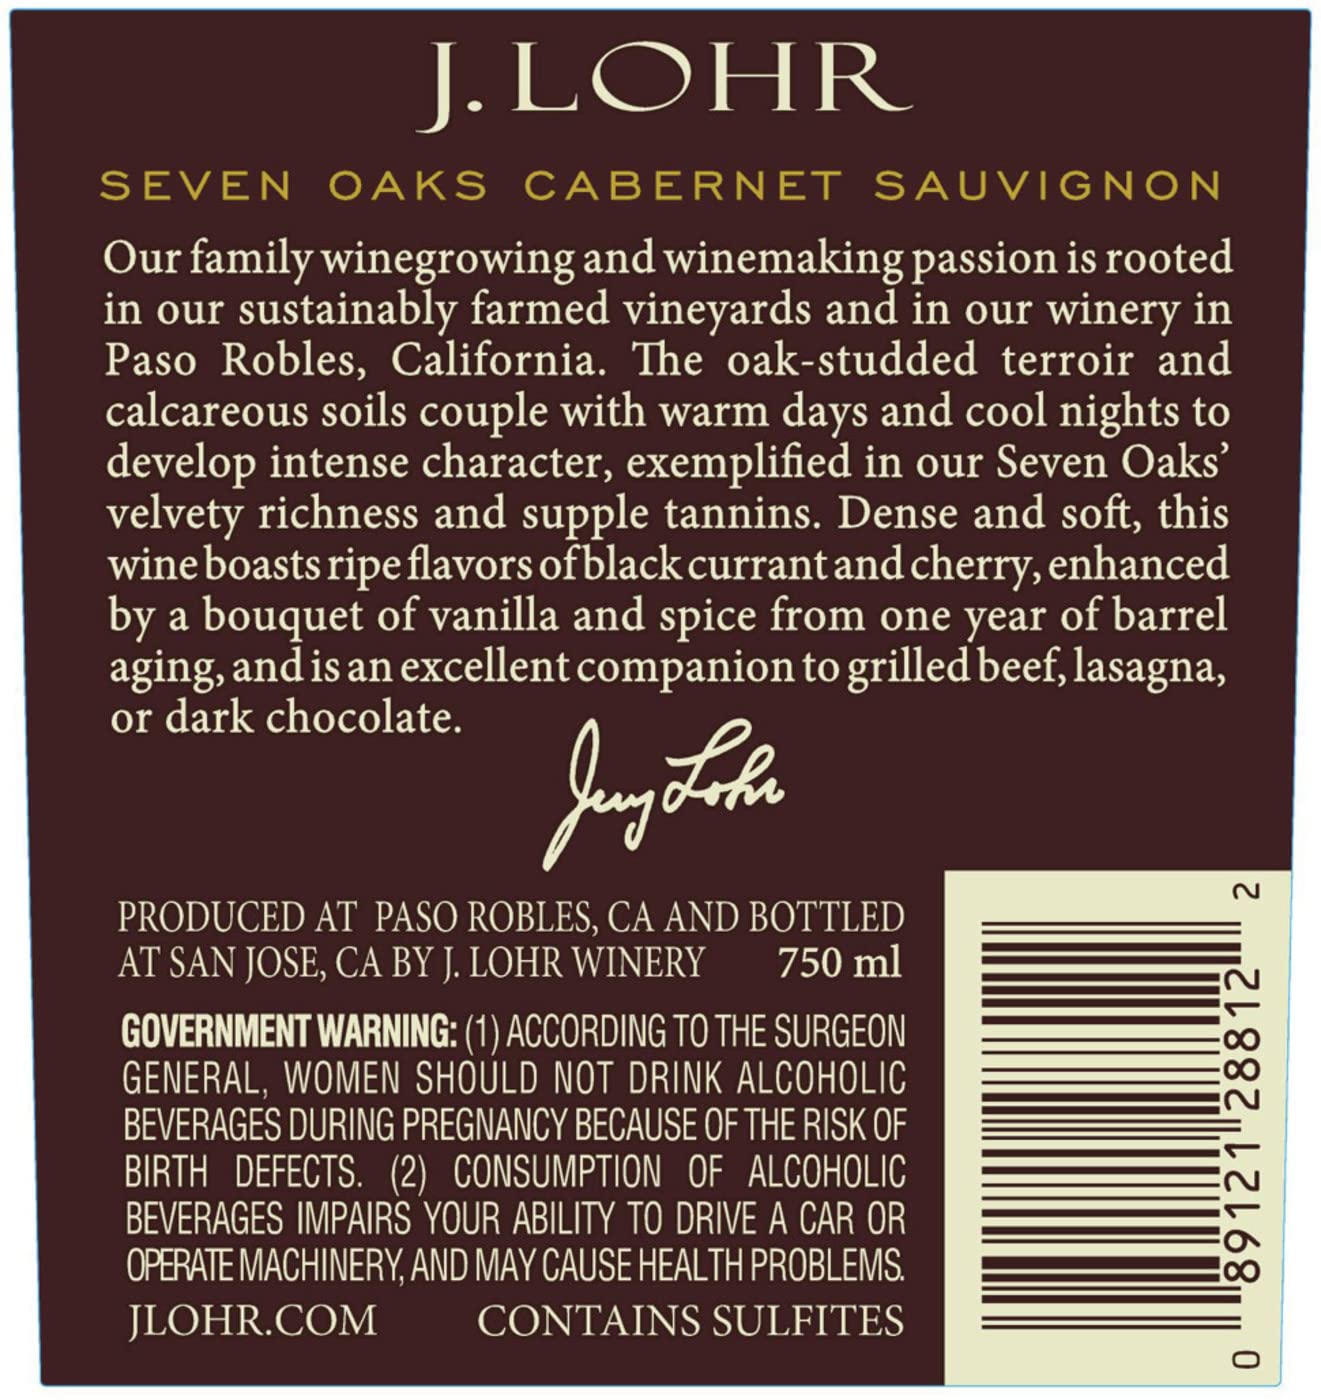 J. LOHR
SEVEN OAKS CABERNET SAUVIGNON
Our family winegrowing and winemaking passion is rooted
in our sustainably farmed vineyards and in our winery in
Paso Robles, California. The oak-studded terroir and
calcareous soils couple with warm days and cool nights to
develop intense character, exemplified in our Seven Oaks’
velvety richness and supple tannins. Dense and soft, this
wine boasts ripe flavors of black currant and cherry, enhanced
by a bouquet of vanilla and spice from one year of barrel
aging, and is an excellent companion to grilled beef, lasagna,
or dark chocolate.
Jerry Lohr
PRODUCED AT PASO ROBLES, CA AND BOTTLED
AT SAN JOSE, CA BY J. LOHR WINERY 750 ml
GOVERNMENT WARNING: (1) ACCORDING TO THE SURGEON
GENERAL, WOMEN SHOULD NOT DRINK ALCOHOLIC
BEVERAGES DURING PREGNANCY BECAUSE OF THE RISK OF
BIRTH DEFECTS. (2) CONSUMPTION OF ALCOHOLIC
BEVERAGES IMPAIRS YOUR ABILITY TO DRIVE A CAR OR
OPERATE MACHINERY, AND MAY CAUSE HEALTH PROBLEMS.
JLOHR.COM CONTAINS SULFITES
0 89121 28812 2